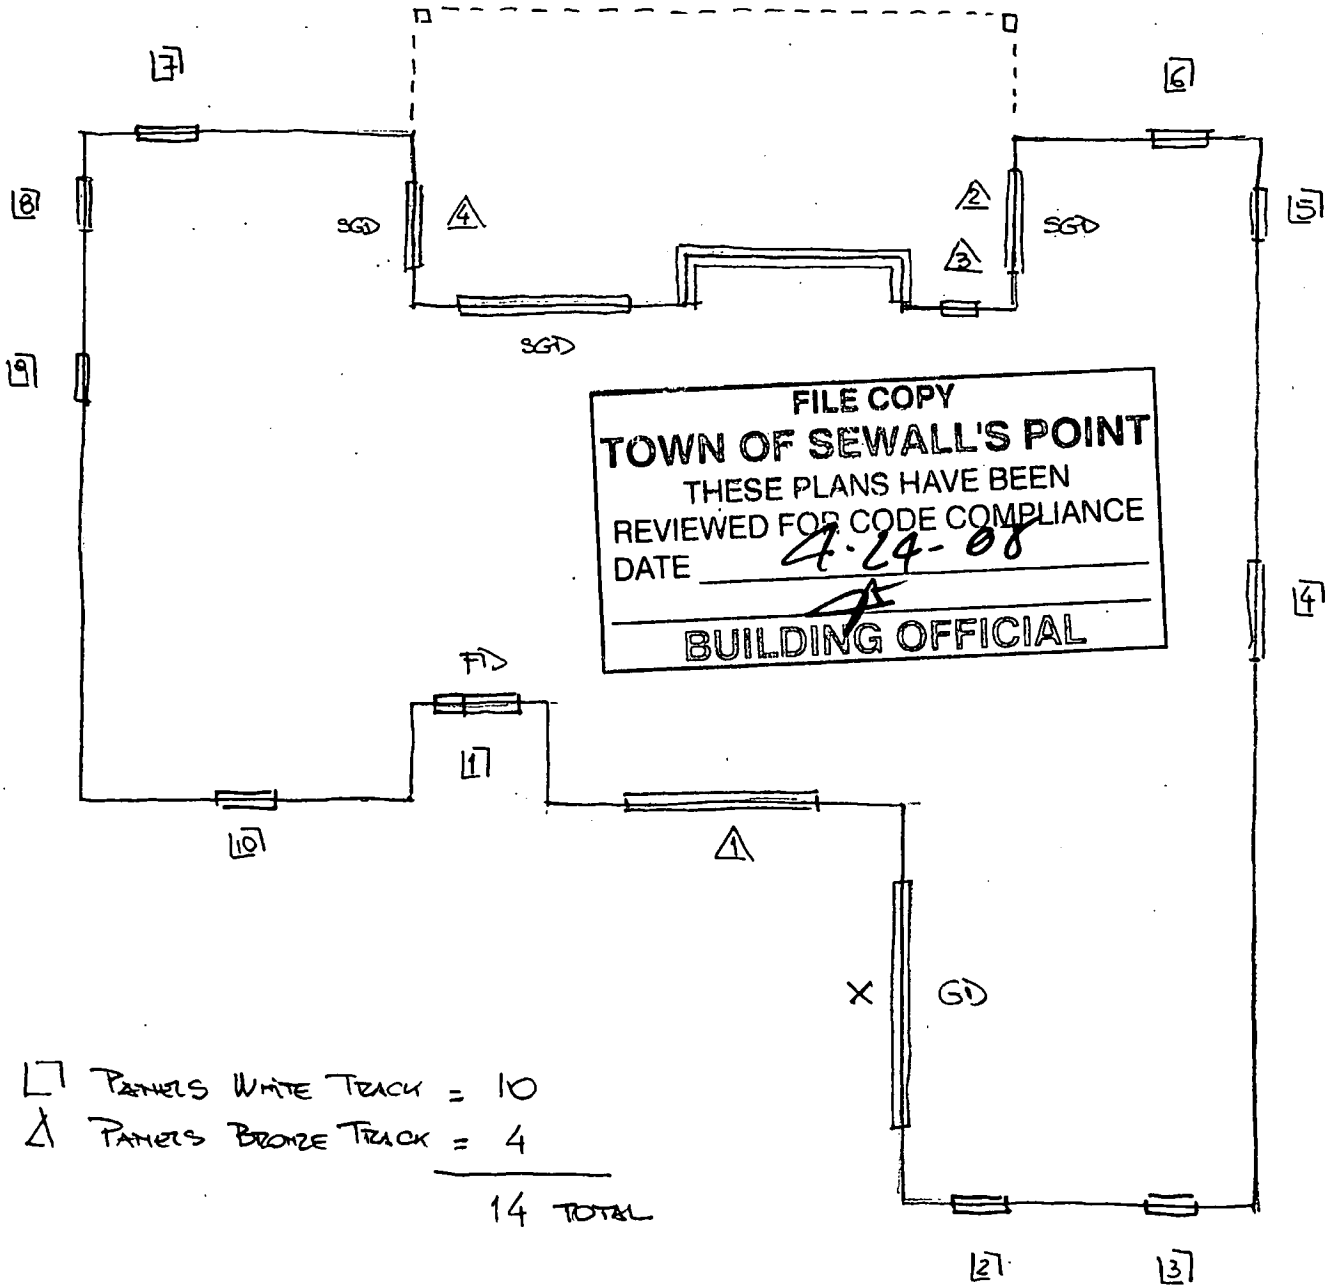 7
6
8
SGD
4
2
SGD
5
3
SGD
9
FILE COPY
TOWN OF SEWALL'S POINT
THESE PLANS HAVE BEEN
REVIEWED FOR CODE COMPLIANCE
DATE 4-24-08
BUILDING OFFICIAL
4
FD
1
10
1
X GD
PANELS WHITE TRACK = 10
PANELS BRONZE TRACK = 4
14 TOTAL
2
3